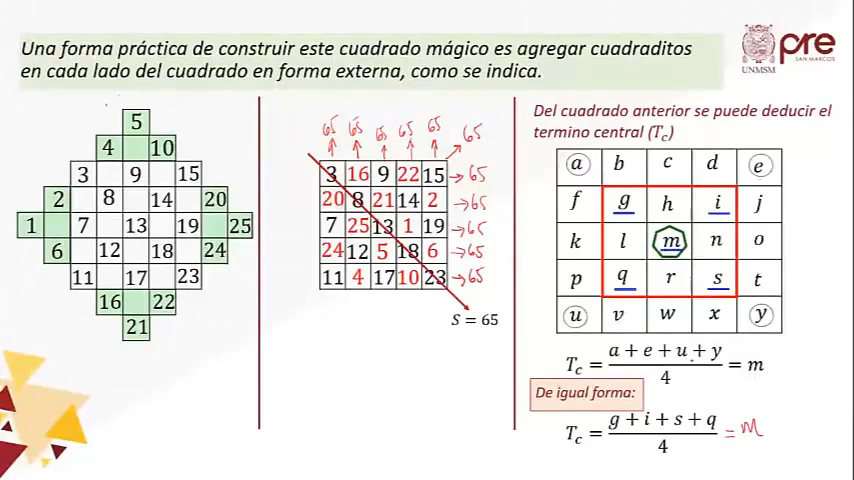 Una forma práctica de construir este cuadrado mágico es agregar cuadraditos
en cada lado del cuadrado en forma externa, como se indica.
UNMSM
pre
SAN MARCOS
5
4 10
3 9 15
2 8 14 20
1 7 13 19 25
6 12 18 24
11 17 23
16 22
21
65 65 65 65 65 65
3 16 9 22 15 → 65
20 8 21 14 2 → 65
7 25 13 1 19 → 65
24 12 5 18 6 → 65
11 4 17 10 23 → 65
S = 65
Del cuadrado anterior se puede deducir el
termino central (Tc)
a b c d e
f g h i j
k l m n o
p q r s t
u v w x y
Tc = (a + e + u + y)/4 = m
De igual forma:
Tc = (g + i + s + q)/4 = m